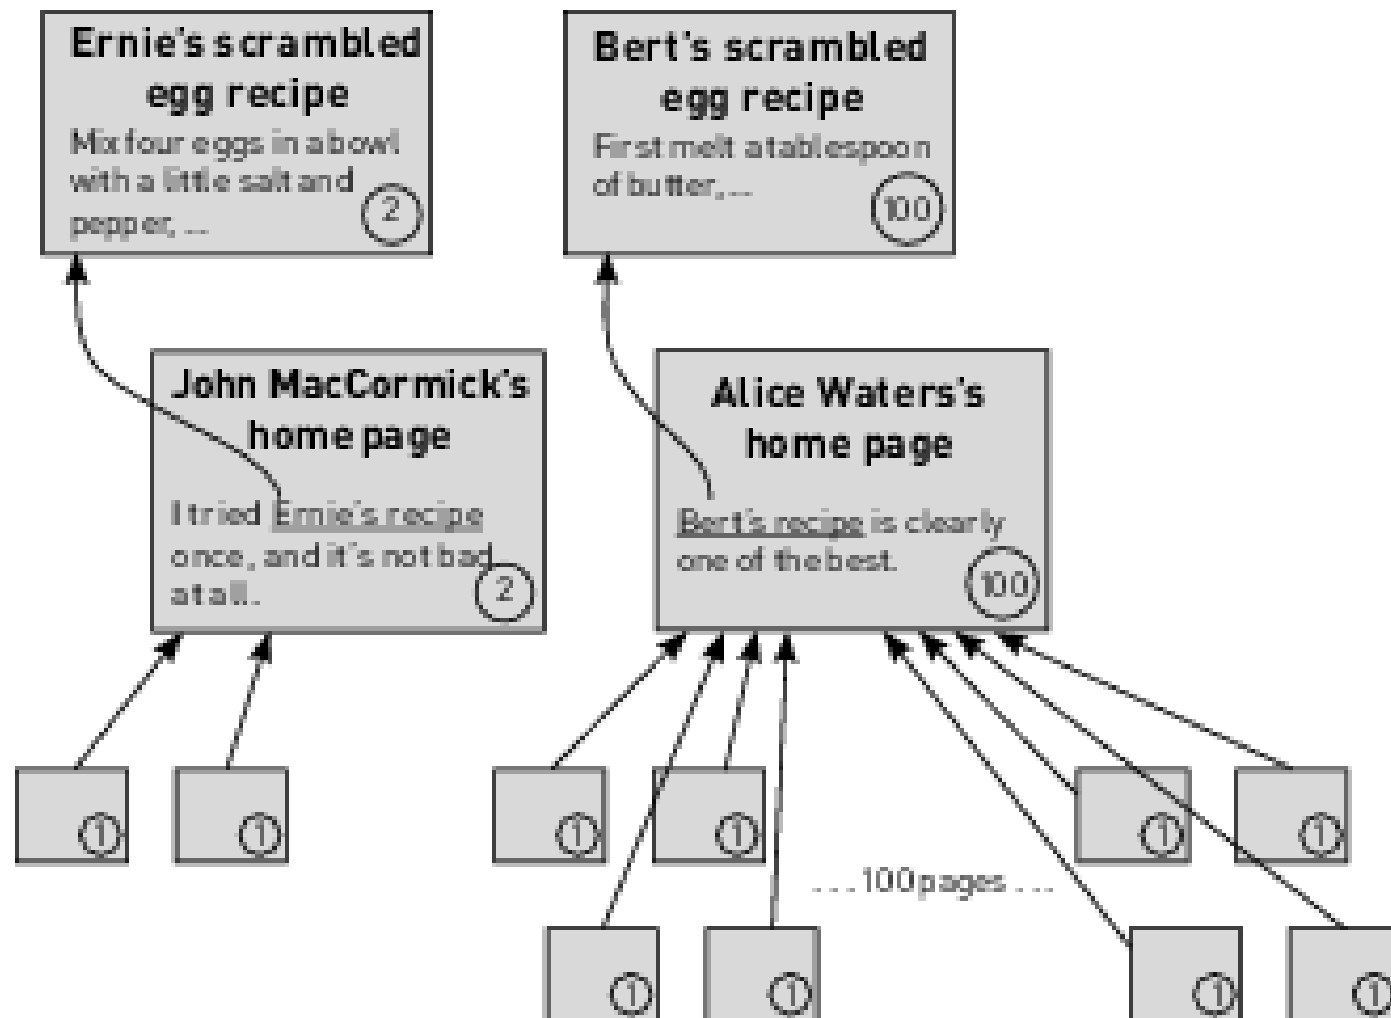 Ernie's scrambled
egg recipe
Mix four eggs in a bowl
with a little salt and
pepper, ...
2
Bert's scrambled
egg recipe
First melt a tablespoon
of butter, ...
100
John MacCormick's
home page
I tried Ernie's recipe
once, and it's not bad
at all.
2
Alice Waters's
home page
Bert's recipe is clearly
one of the best.
100
1
1
1
1
1
1
... 100 pages ...
1
1
1
1